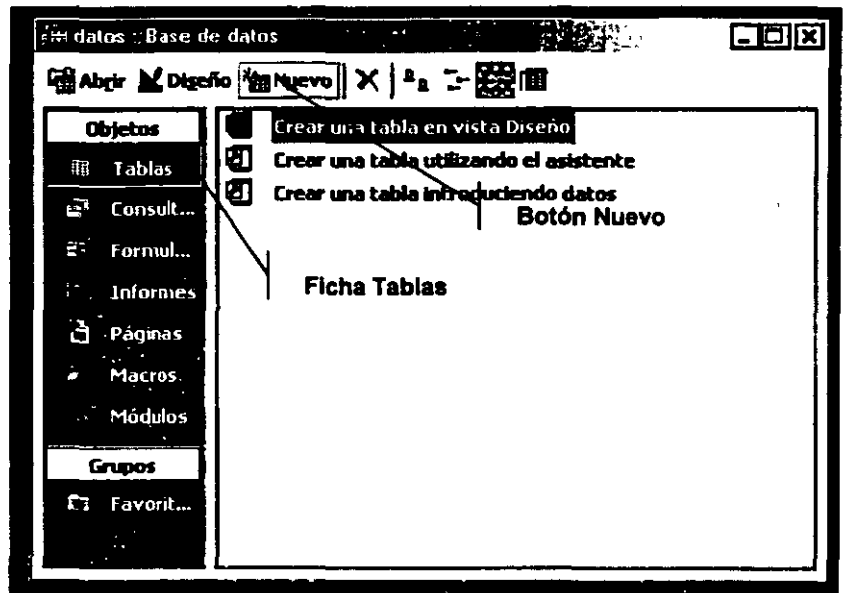 datos : Base de datos
Abrir Diseño Nuevo
Objetos
Tablas
Consult...
Formul...
Informes
Páginas
Macros
Módulos
Grupos
Favorit...
Crear una tabla en vista Diseño
Crear una tabla utilizando el asistente
Crear una tabla introduciendo datos
Botón Nuevo
Ficha Tablas